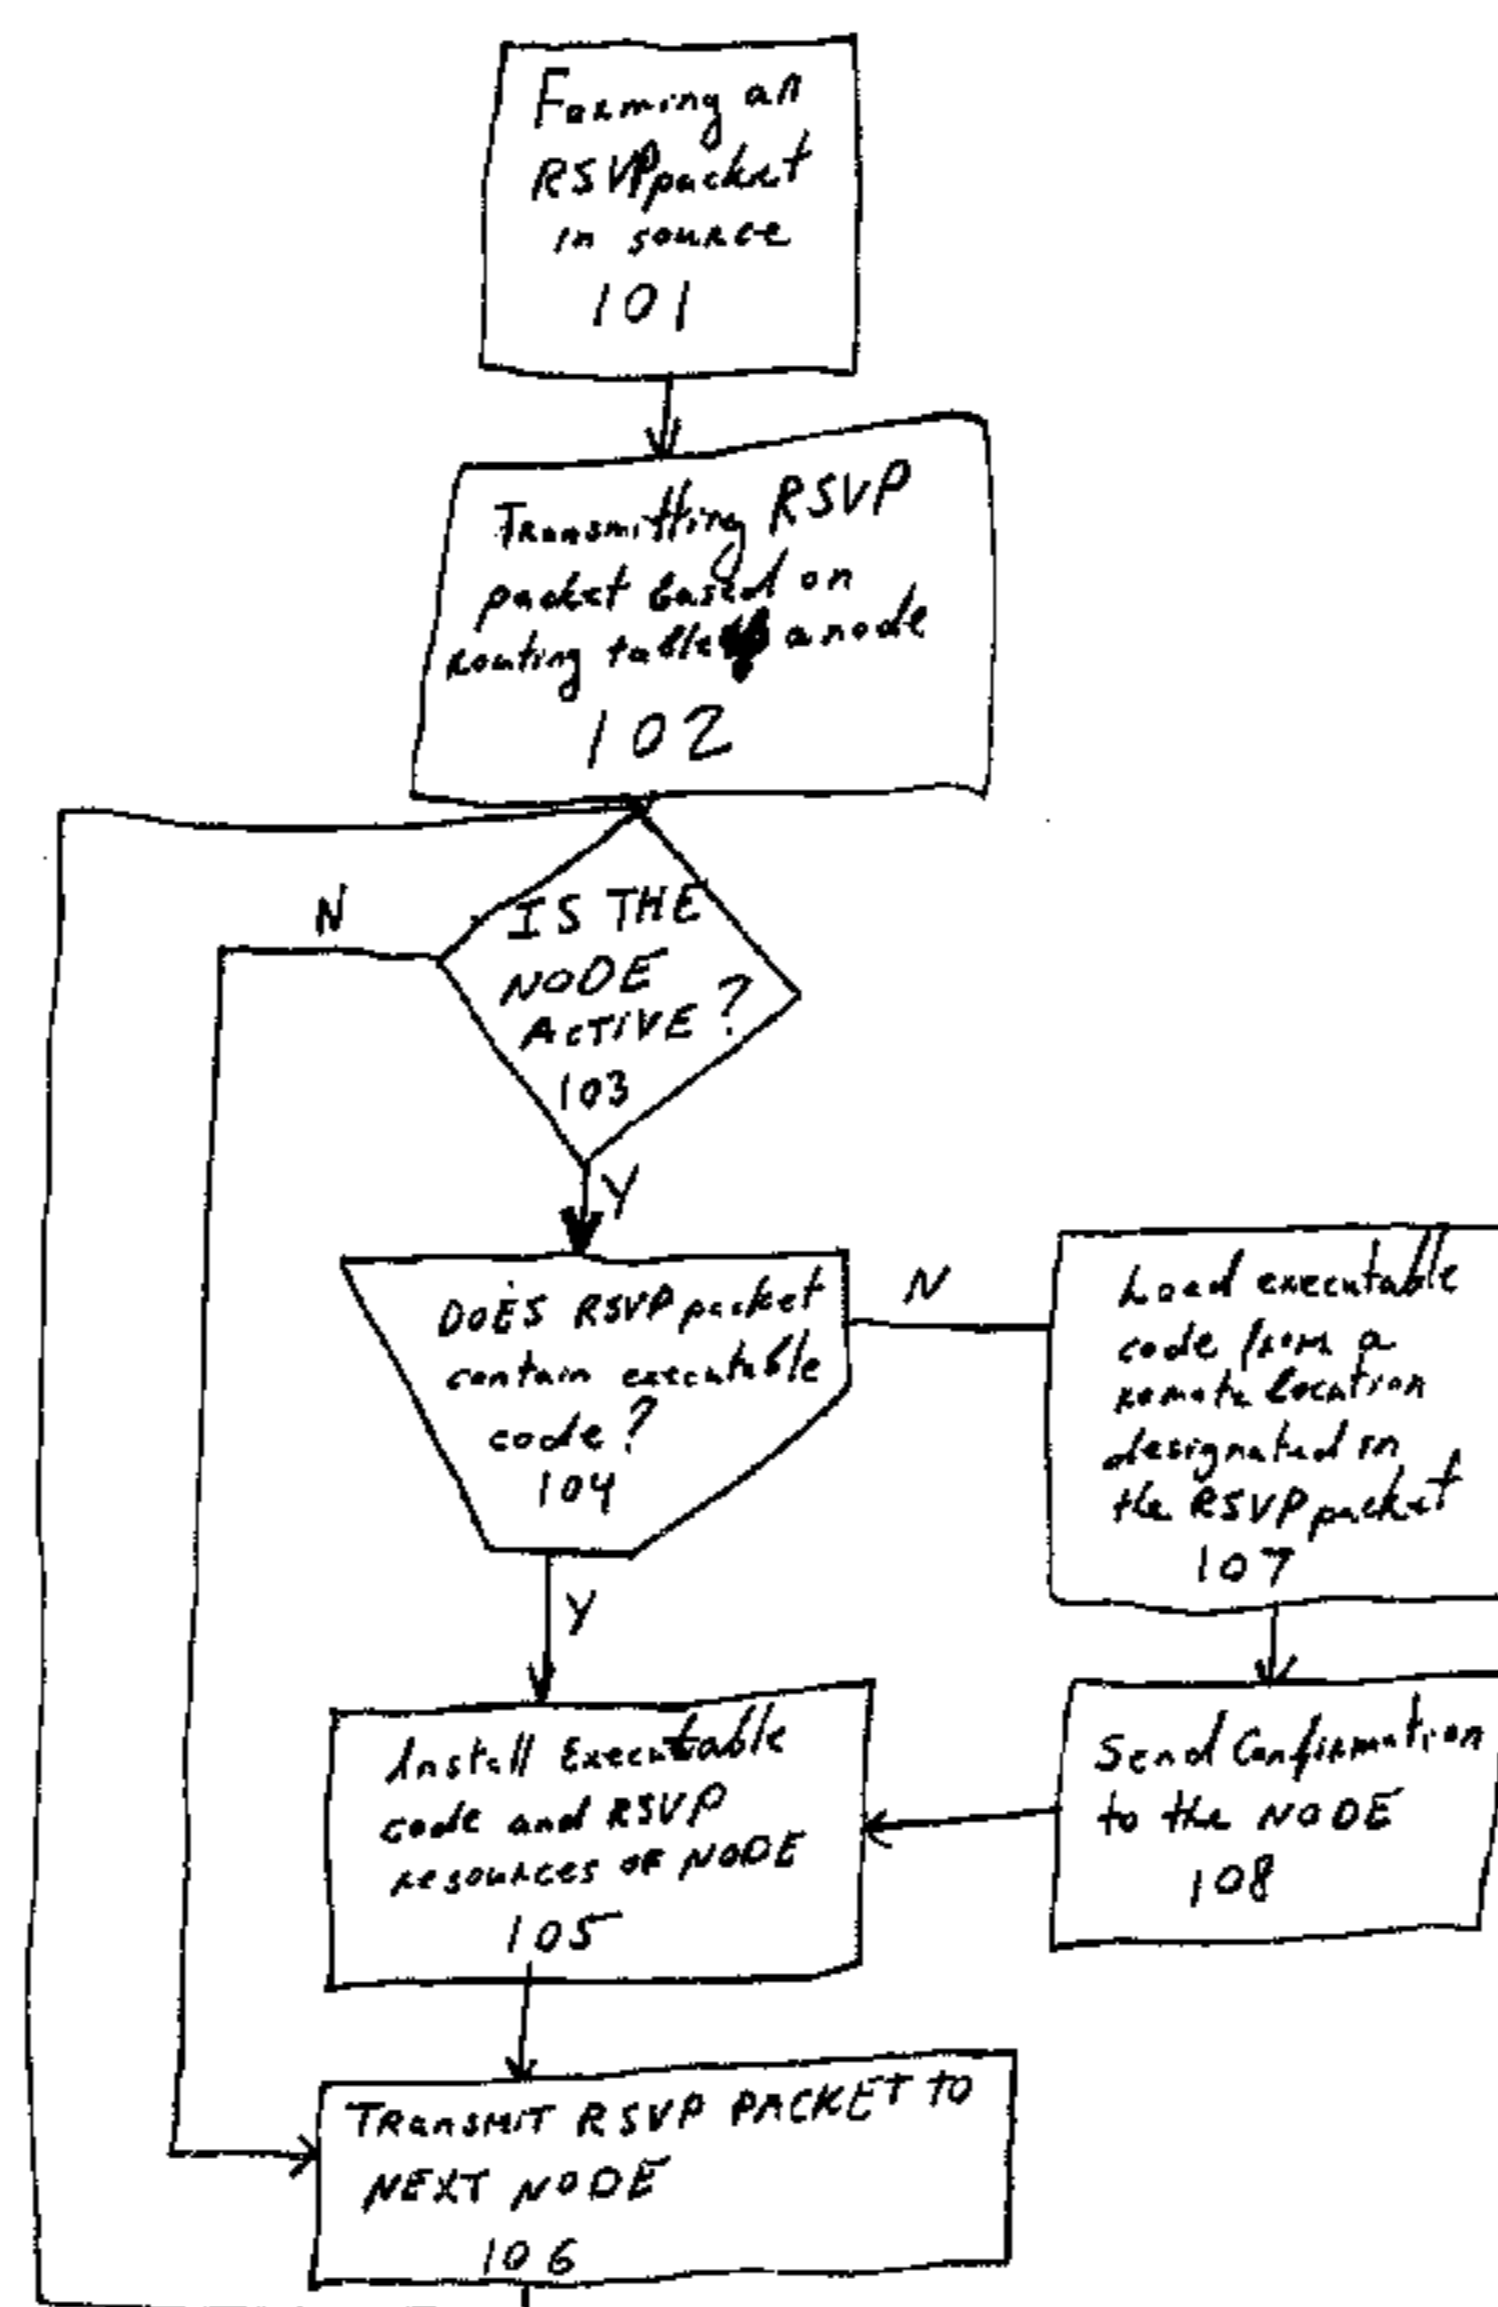 Forming an
RSVP packet
in source
101
Transmitting RSVP
packet based on
routing table a node
102
N
IS THE
NODE
ACTIVE?
103
Y
DOES RSVP packet
contain executable
code?
104
N
Load executable
code from a
remote location
designated in
the RSVP packet
107
Y
Install Executable
code and RSVP
resources of NODE
105
Send Confirmation
to the NODE
108
TRANSMIT RSVP PACKET TO
NEXT NODE
106